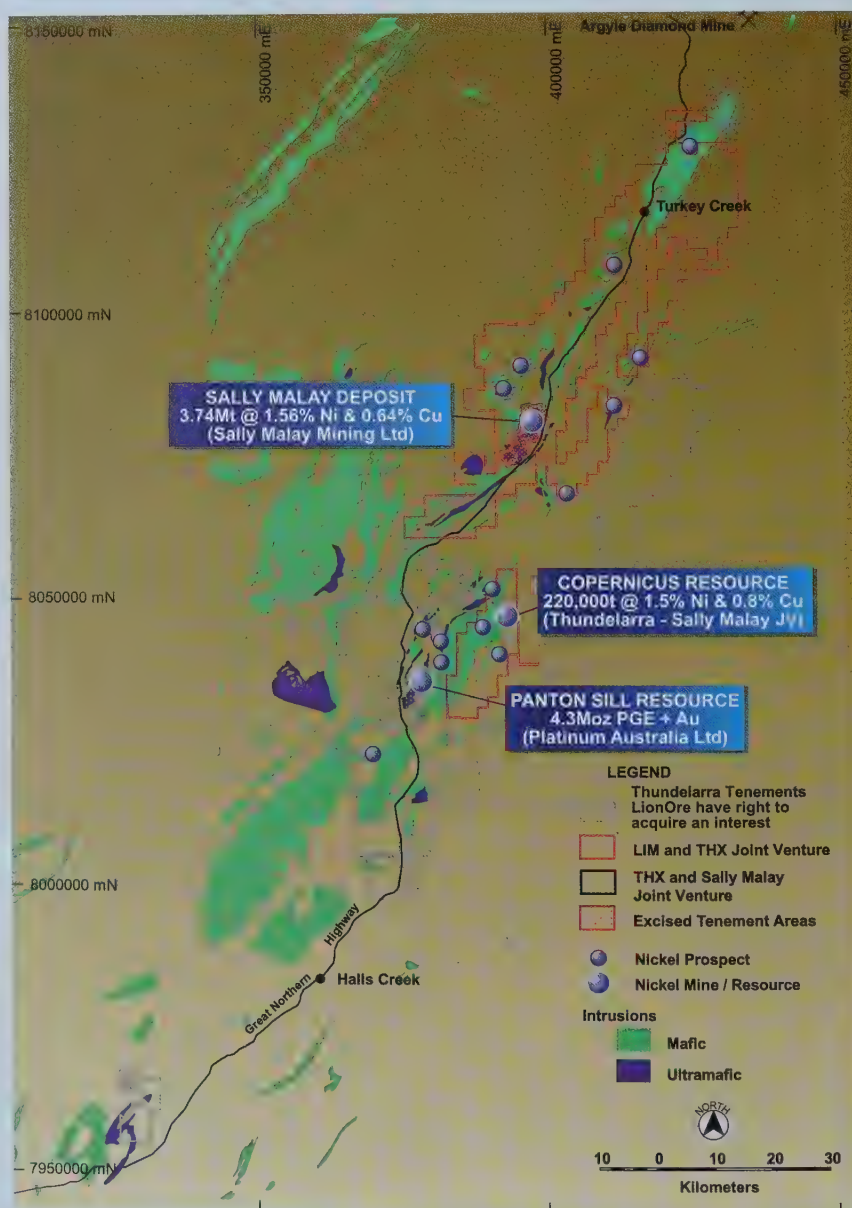 8150000 mN
350000 mE
400000 mE
450000 mE
Argyle Diamond Mine
Turkey Creek
8100000 mN
SALLY MALAY DEPOSIT
3.74Mt @ 1.56% Ni & 0.64% Cu
(Sally Malay Mining Ltd)
8050000 mN
COPERNICUS RESOURCE
220,000t @ 1.5% Ni & 0.8% Cu
(Thundelarra - Sally Malay JV)
PANTON SILL RESOURCE
4.3Moz PGE + Au
(Platinum Australia Ltd)
LEGEND
Thundelarra Tenements
LionOre have right to
acquire an interest
LIM and THX Joint Venture
8000000 mN
THX and Sally Malay
Joint Venture
Excised Tenement Areas
Great Northern Highway
Nickel Prospect
Halls Creek
Nickel Mine / Resource
Intrusions
Mafic
Ultramafic
NORTH
7950000 mN
10 0 10 20 30
Kilometers